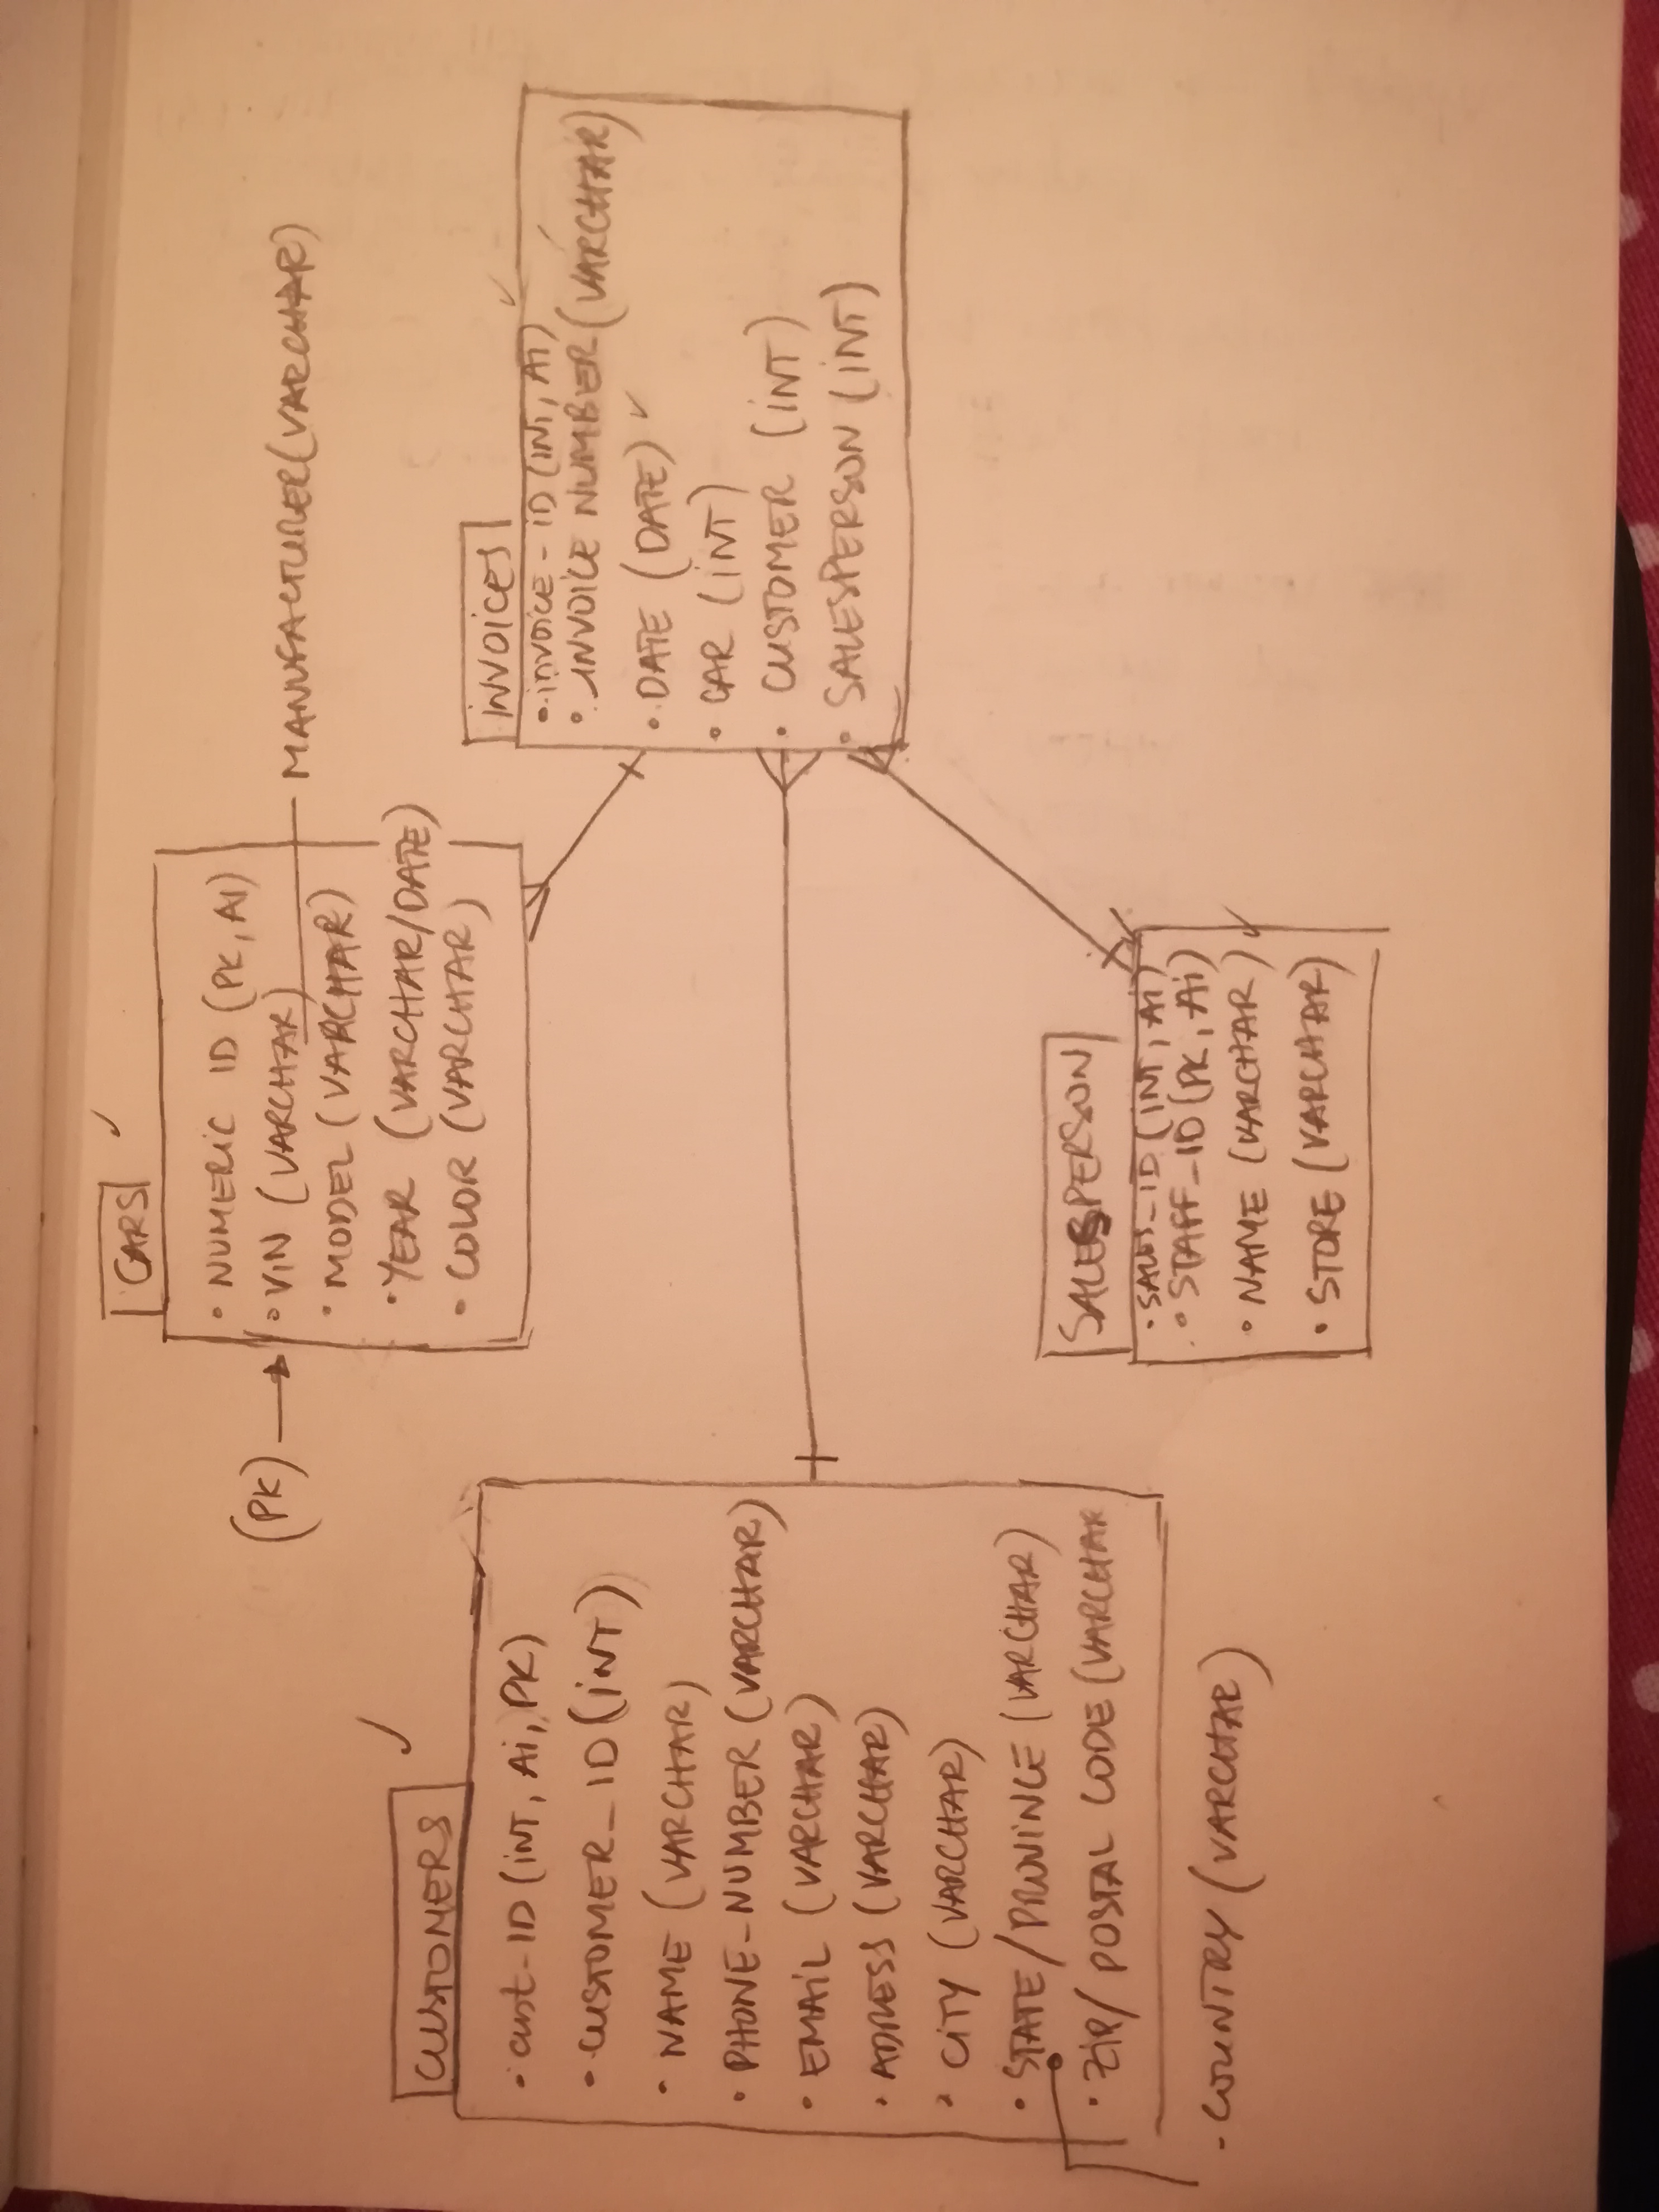 CARS
• NUMERIC ID (PK, AI)
(PK) → • VIN (VARCHAR)
MANUFACTURER (VARCHAR)
• MODEL (VARCHAR)
• YEAR (VARCHAR/DATE)
• COLOR (VARCHAR)
INVOICES
• INVOICE-ID (INT, AI)
• INVOICE NUMBER (VARCHAR)
• DATE (DATE)
• CAR (INT)
• CUSTOMER (INT)
• SALESPERSON (INT)
CUSTOMERS
• CUST-ID (INT, AI, PK)
• CUSTOMER_ID (INT)
• NAME (VARCHAR)
• PHONE-NUMBER (VARCHAR)
• EMAIL (VARCHAR)
• ADDRESS (VARCHAR)
• CITY (VARCHAR)
• STATE/PROVINCE (VARCHAR)
• ZIP/ POSTAL CODE (VARCHAR
- COUNTRY (VARCHAR)
SALESPERSON
• SALES_ID (INT, AI)
• STAFF_ID (PK, AI)
• NAME (VARCHAR)
• STORE (VARCHAR)